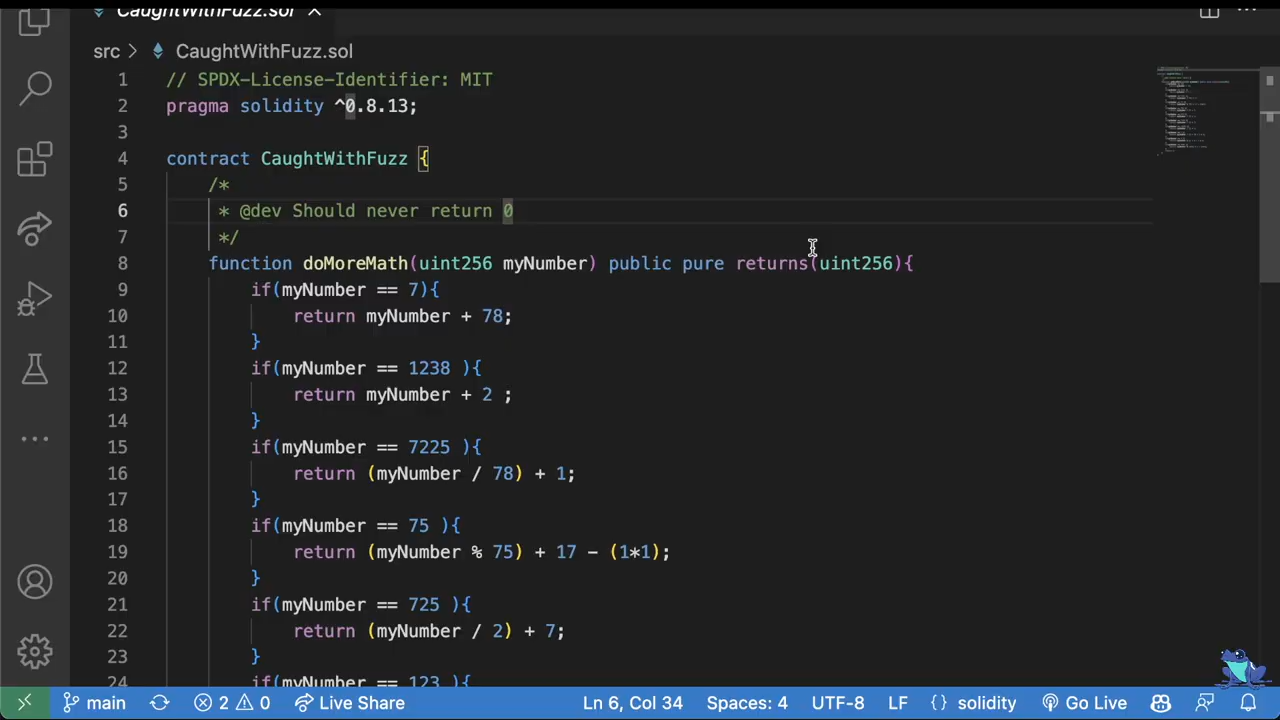 CaughtWithFuzz.sol
src > CaughtWithFuzz.sol
1 // SPDX-License-Identifier: MIT
2 pragma solidity ^0.8.13;
3
4 contract CaughtWithFuzz {
5 /*
6 * @dev Should never return 0
7 */
8 function doMoreMath(uint256 myNumber) public pure returns(uint256){
9 if(myNumber == 7){
10 return myNumber + 78;
11 }
12 if(myNumber == 1238 ){
13 return myNumber + 2 ;
14 }
15 if(myNumber == 7225 ){
16 return (myNumber / 78) + 1;
17 }
18 if(myNumber == 75 ){
19 return (myNumber % 75) + 17 - (1*1);
20 }
21 if(myNumber == 725 ){
22 return (myNumber / 2) + 7;
23 }
24 if(myNumber == 123 ){
main 2 0 Live Share Ln 6, Col 34 Spaces: 4 UTF-8 LF {} solidity Go Live